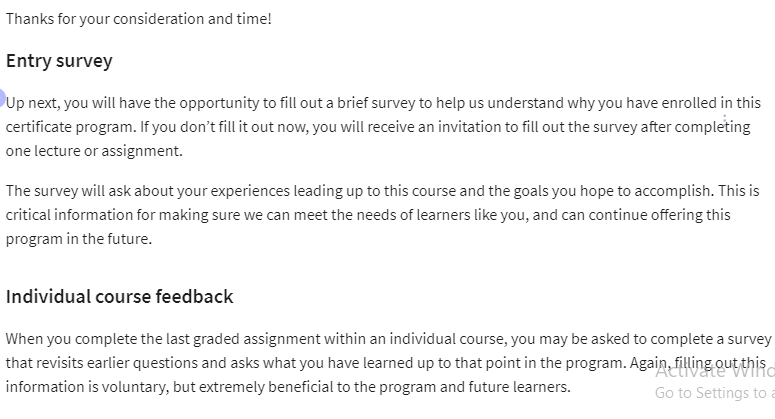 Thanks for your consideration and time!
Entry survey
Up next, you will have the opportunity to fill out a brief survey to help us understand why you have enrolled in this
certificate program. If you don't fill it out now, you will receive an invitation to fill out the survey after completing
one lecture or assignment.
The survey will ask about your experiences leading up to this course and the goals you hope to accomplish. This is
critical information for making sure we can meet the needs of learners like you, and can continue offering this
program in the future.
Individual course feedback
When you complete the last graded assignment within an individual course, you may be asked to complete a survey
that revisits earlier questions and asks what you have learned up to that point in the program. Again, filling out this
Activate Wind
information is voluntary, but extremely beneficial to the program and future learners.
Go to Settings to a